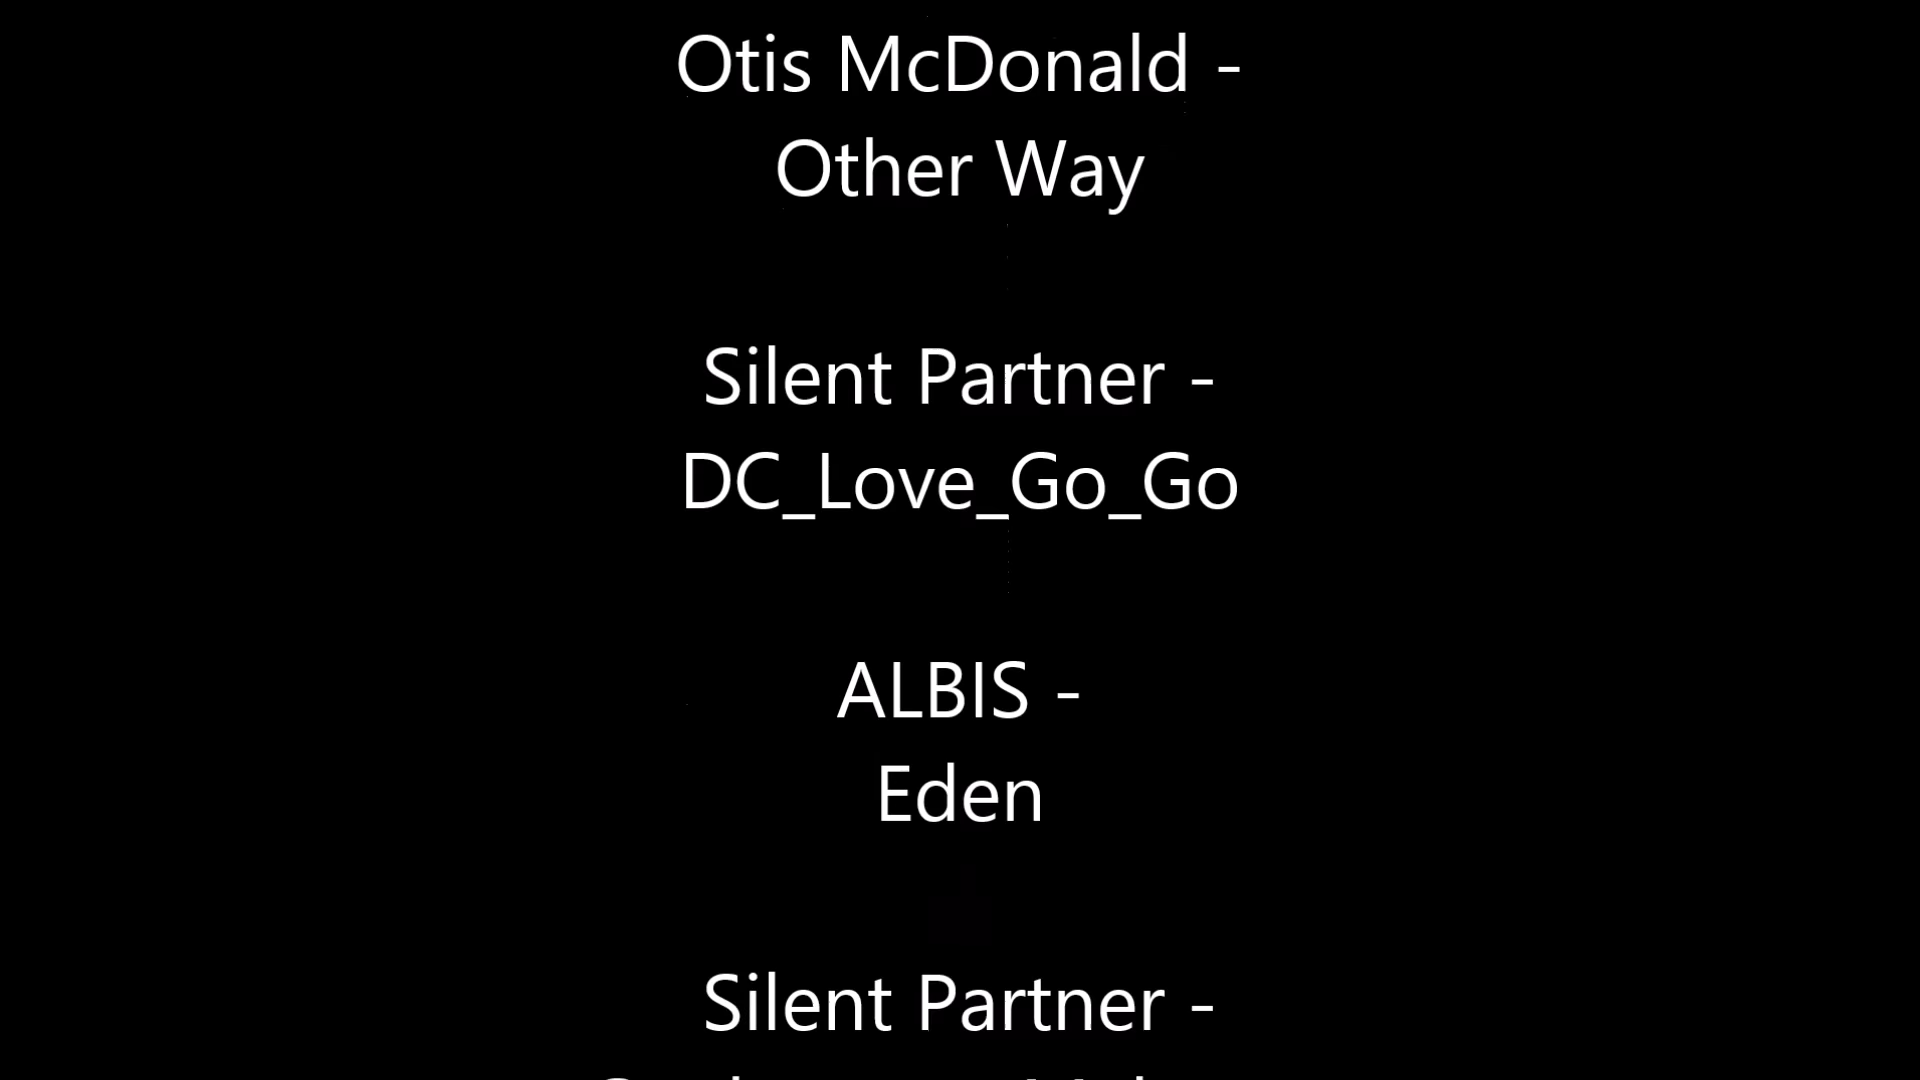 Otis McDonald -
Other Way
Silent Partner -
DC_Love_Go_Go
ALBIS -
Eden
Silent Partner -